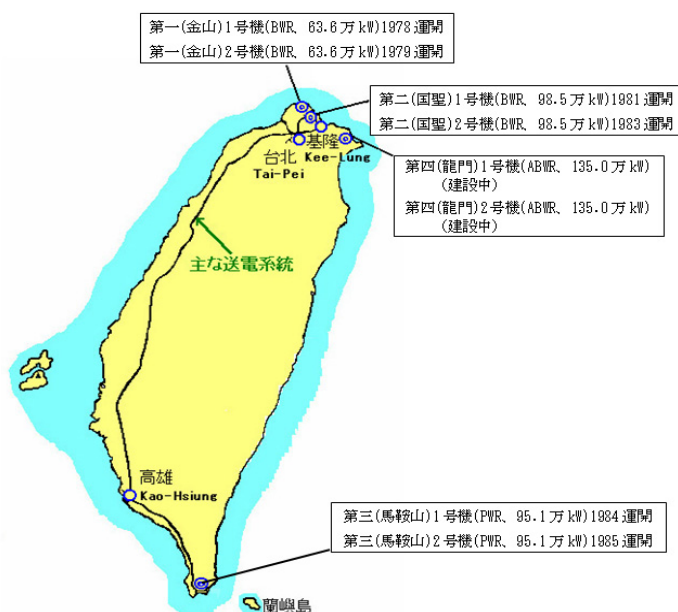 第一(金山)1号機(BWR、63.6万kW)1978運開
第一(金山)2号機(BWR、63.6万kW)1979運開
第二(国聖)1号機(BWR、98.5万kW)1981運開
第二(国聖)2号機(BWR、98.5万kW)1983運開
台北
Tai-Pei
基隆
Kee-Lung
第四(龍門)1号機(ABWR、135.0万kW)
(建設中)
第四(龍門)2号機(ABWR、135.0万kW)
(建設中)
主な送電系統
高雄
Kao-Hsiung
第三(馬鞍山)1号機(PWR、95.1万kW)1984運開
第三(馬鞍山)2号機(PWR、95.1万kW)1985運開
蘭嶼島